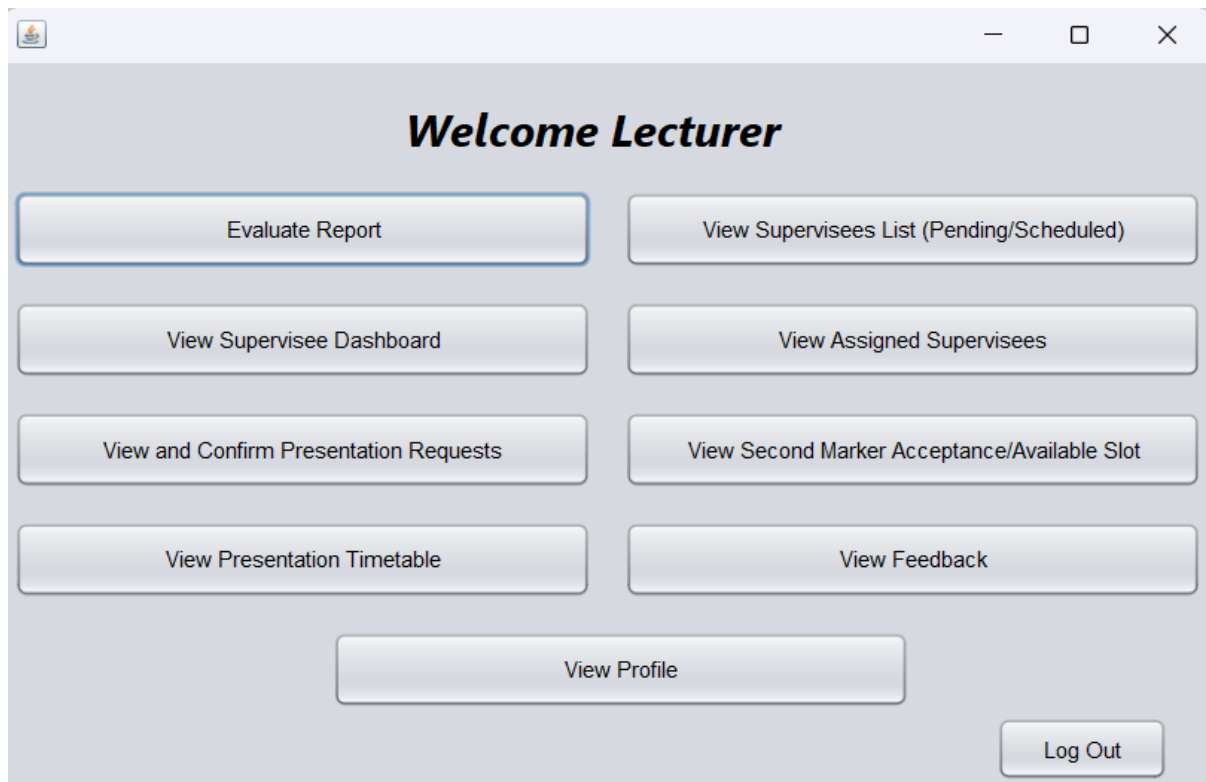 Welcome Lecturer
Evaluate Report
View Supervisees List (Pending/Scheduled)
View Supervisee Dashboard
View Assigned Supervisees
View and Confirm Presentation Requests
View Second Marker Acceptance/Available Slot
View Presentation Timetable
View Feedback
View Profile
Log Out